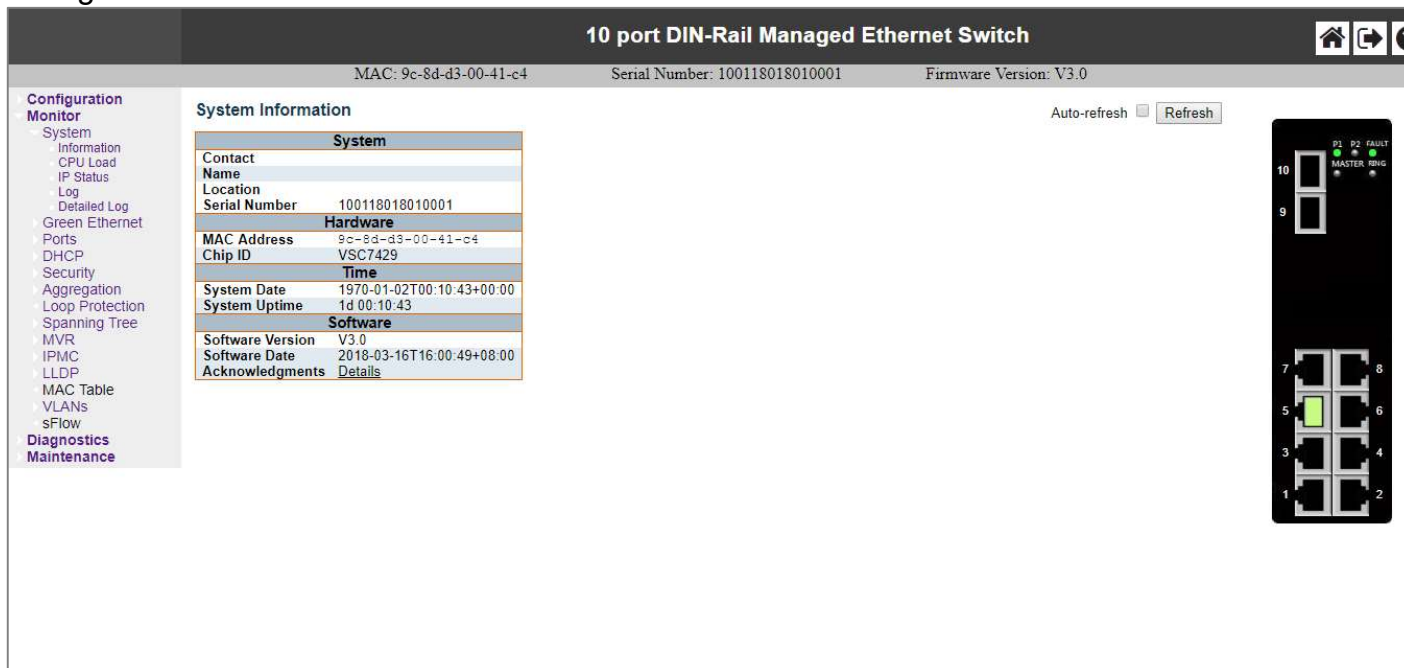 10 port DIN-Rail Managed Ethernet Switch
MAC: 9c-8d-d3-00-41-c4 Serial Number: 100118018010001 Firmware Version: V3.0
Configuration
Monitor
System
Information
CPU Load
IP Status
Log
Detailed Log
Green Ethernet
Ports
DHCP
Security
Aggregation
Loop Protection
Spanning Tree
MVR
IPMC
LLDP
MAC Table
VLANs
sFlow
Diagnostics
Maintenance
System Information
Auto-refresh Refresh
System
Contact
Name
Location
Serial Number 100118018010001
Hardware
MAC Address 9c-8d-d3-00-41-c4
Chip ID VSC7429
Time
System Date 1970-01-02T00:10:43+00:00
System Uptime 1d 00:10:43
Software
Software Version V3.0
Software Date 2018-03-16T16:00:49+08:00
Acknowledgments Details
P1 P2 FAULT
MASTER RING
10
9
7 8
5 6
3 4
1 2